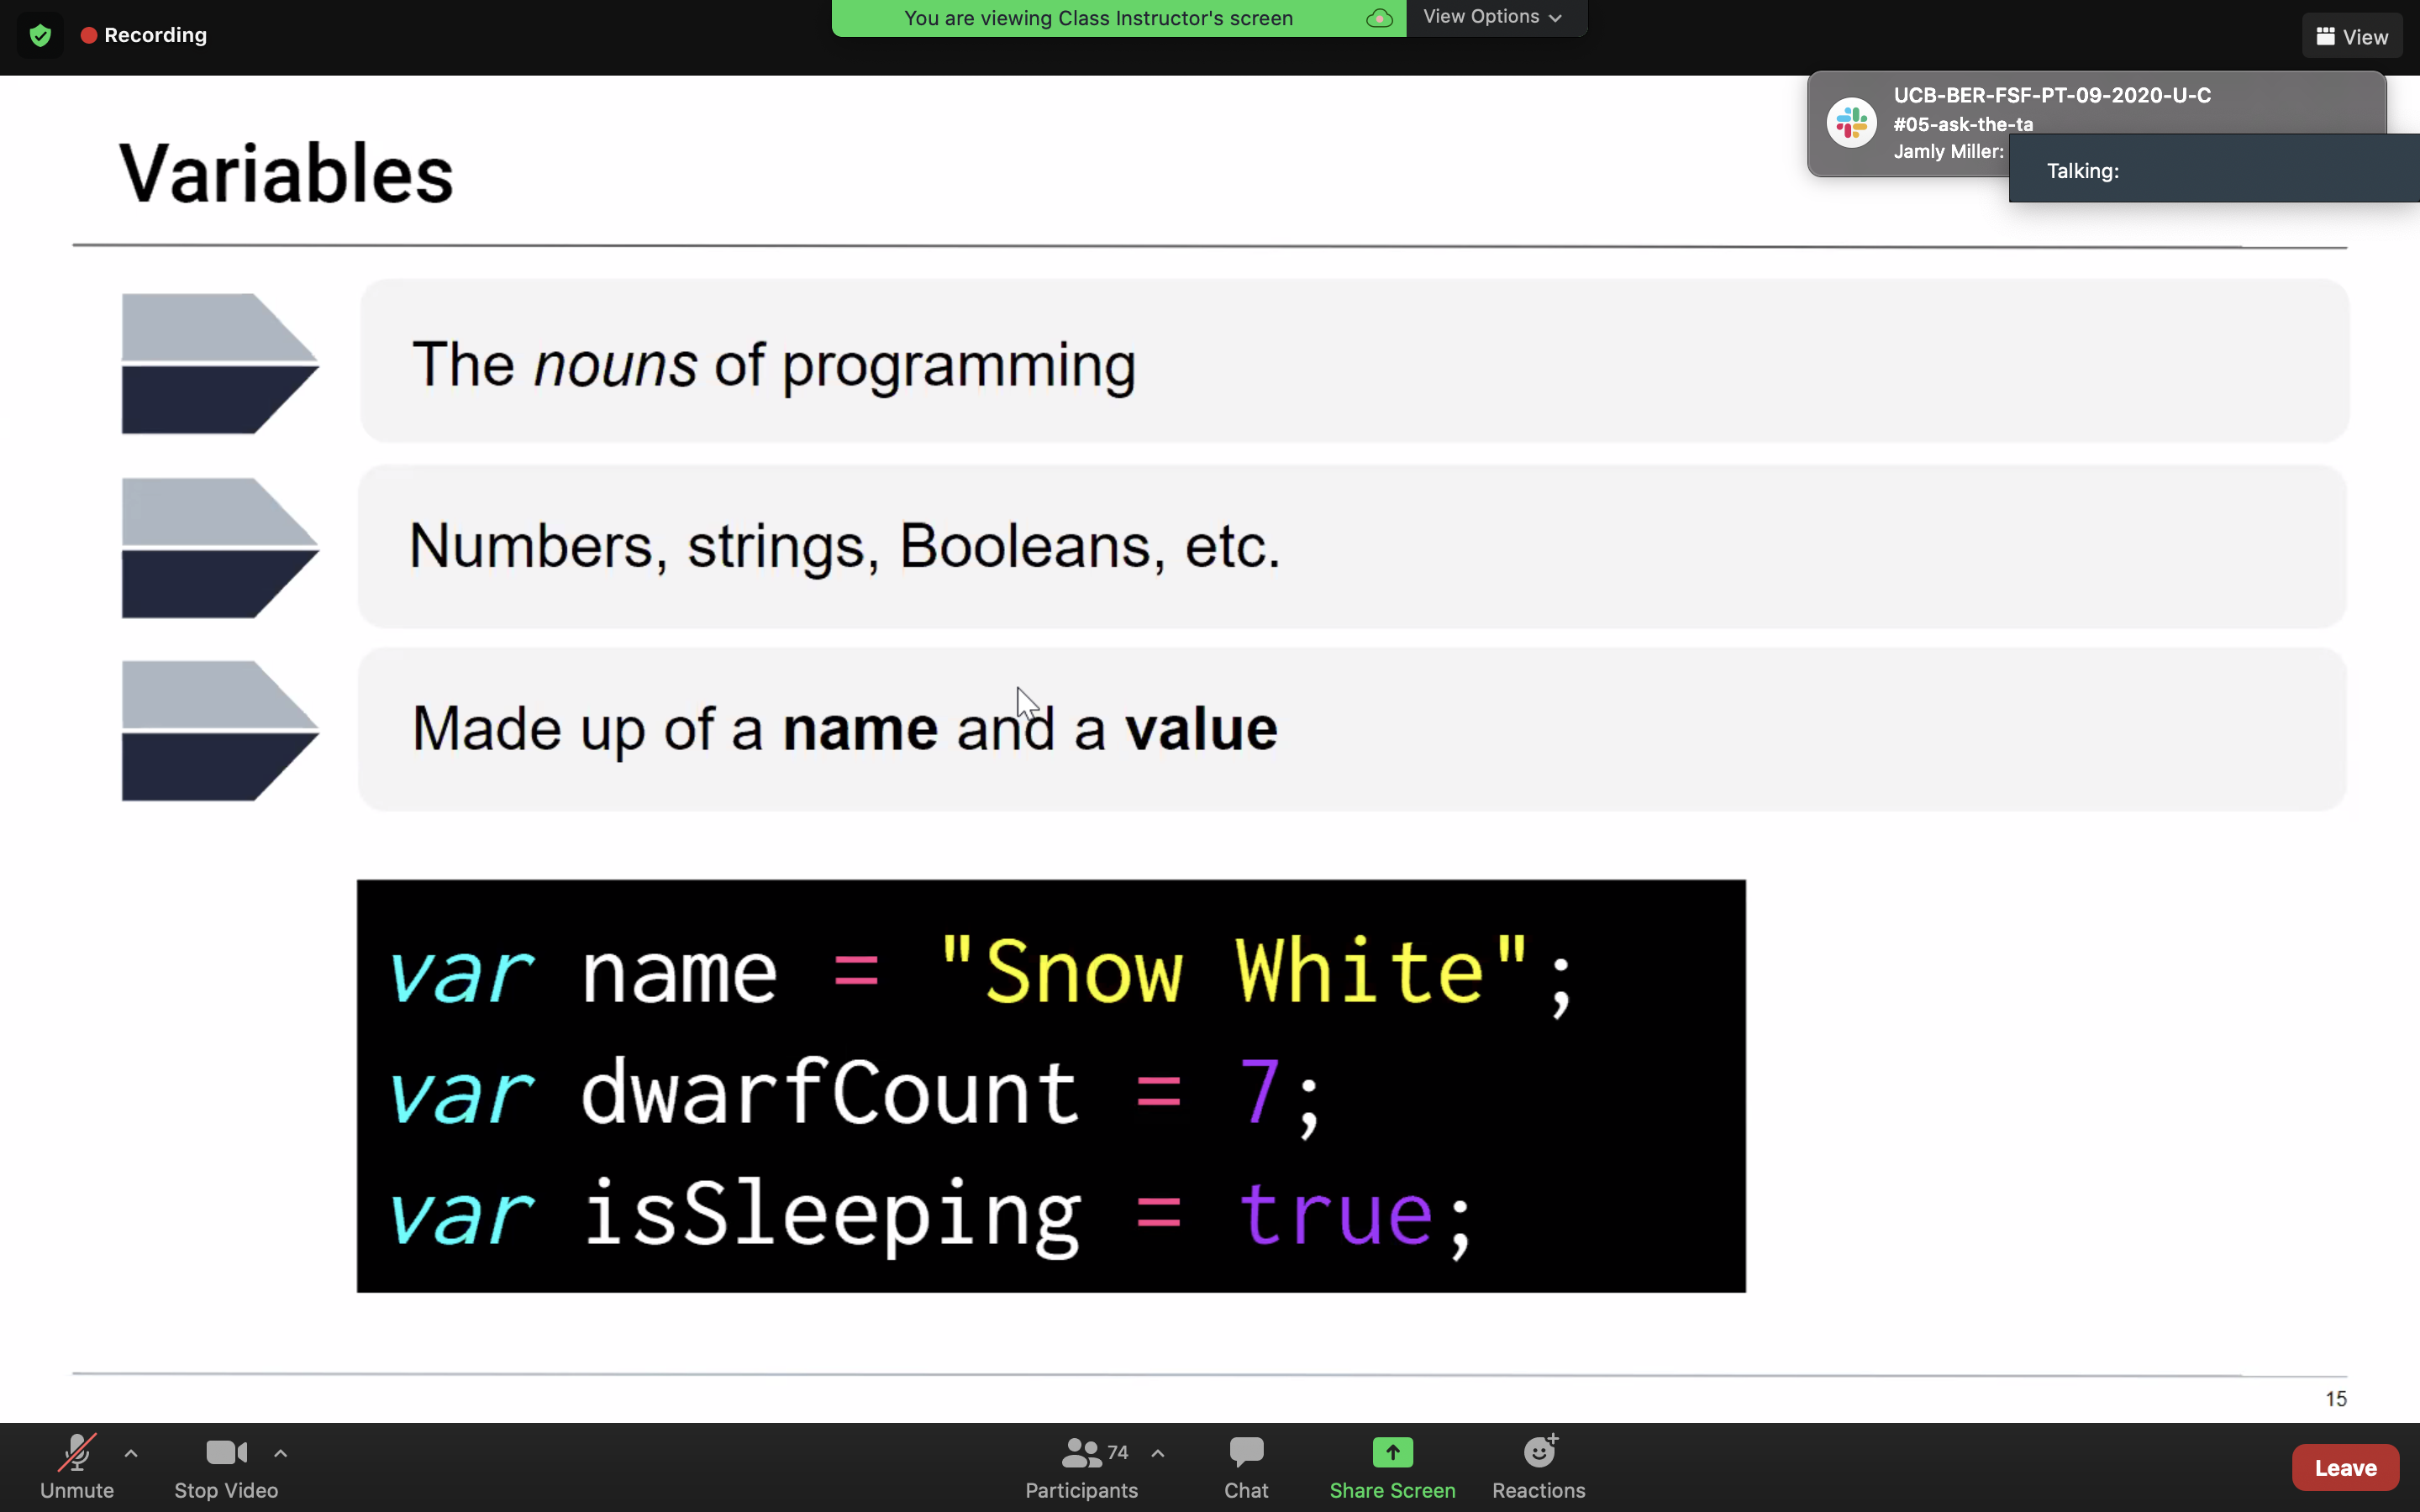 Recording
You are viewing Class Instructor's screen
View Options
View
UCB-BER-FSF-PT-09-2020-U-C
#05-ask-the-ta
Jamly Miller:
Talking:
Variables
The nouns of programming
Numbers, strings, Booleans, etc.
Made up of a name and a value
var name = "Snow White";
var dwarfCount = 7;
var isSleeping = true;
15
Unmute
Stop Video
74
Participants
Chat
Share Screen
Reactions
Leave